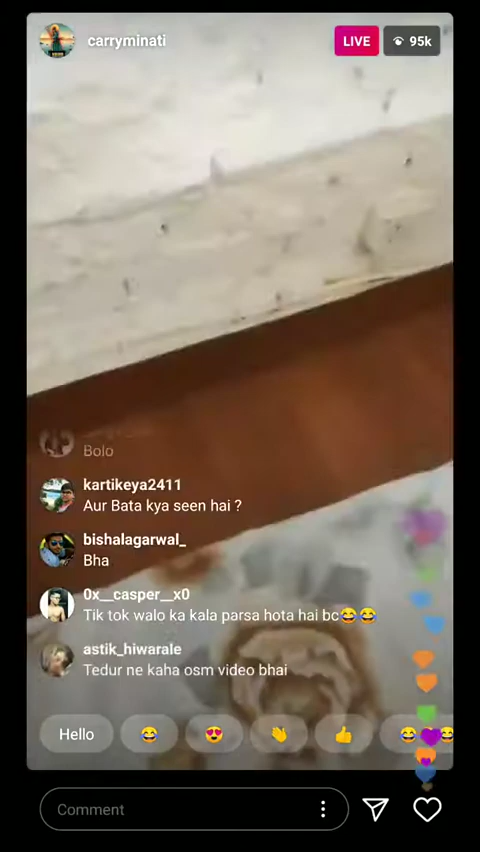 carryminati
LIVE
95k
Bolo
kartikeya2411
Aur Bata kya seen hai ?
bishalagarwal_
Bha
0x__casper__x0
Tik tok walo ka kala parsa hota hai bc😂😂
astik_hiwarale
Tedur ne kaha osm video bhai
Hello
Comment